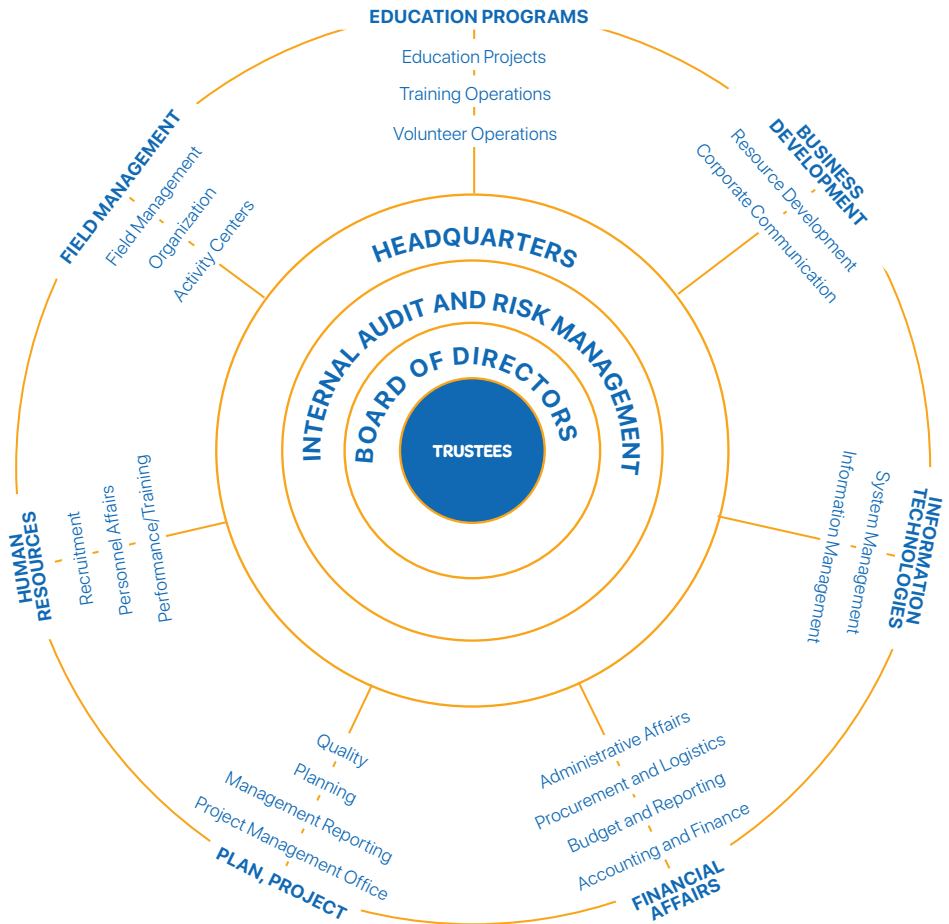 EDUCATION PROGRAMS
Education Projects
Training Operations
Volunteer Operations
BUSINESS
DEVELOPMENT
Resource Development
Corporate Communication
INFORMATION
TECHNOLOGIES
System Management
Information Management
FINANCIAL
AFFAIRS
Accounting and Finance
Budget and Reporting
Procurement and Logistics
Administrative Affairs
PLAN, PROJECT
Project Management Office
Management Reporting
Planning
Quality
HUMAN
RESOURCES
Recruitment
Personnel Affairs
Performance/Training
FIELD MANAGEMENT
Field Management
Organization
Activity Centers
HEADQUARTERS
INTERNAL AUDIT AND RISK MANAGEMENT
BOARD OF DIRECTORS
TRUSTEES